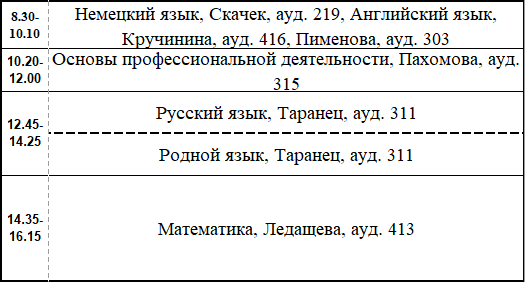 8.30-
10.10
Немецкий язык, Скачек, ауд. 219, Английский язык,
Кручинина, ауд. 416, Пименова, ауд. 303
10.20-
12.00
Основы профессиональной деятельности, Пахомова, ауд.
315
12.45-
14.25
Русский язык, Таранец, ауд. 311
Родной язык, Таранец, ауд. 311
14.35-
16.15
Математика, Ледащева, ауд. 413